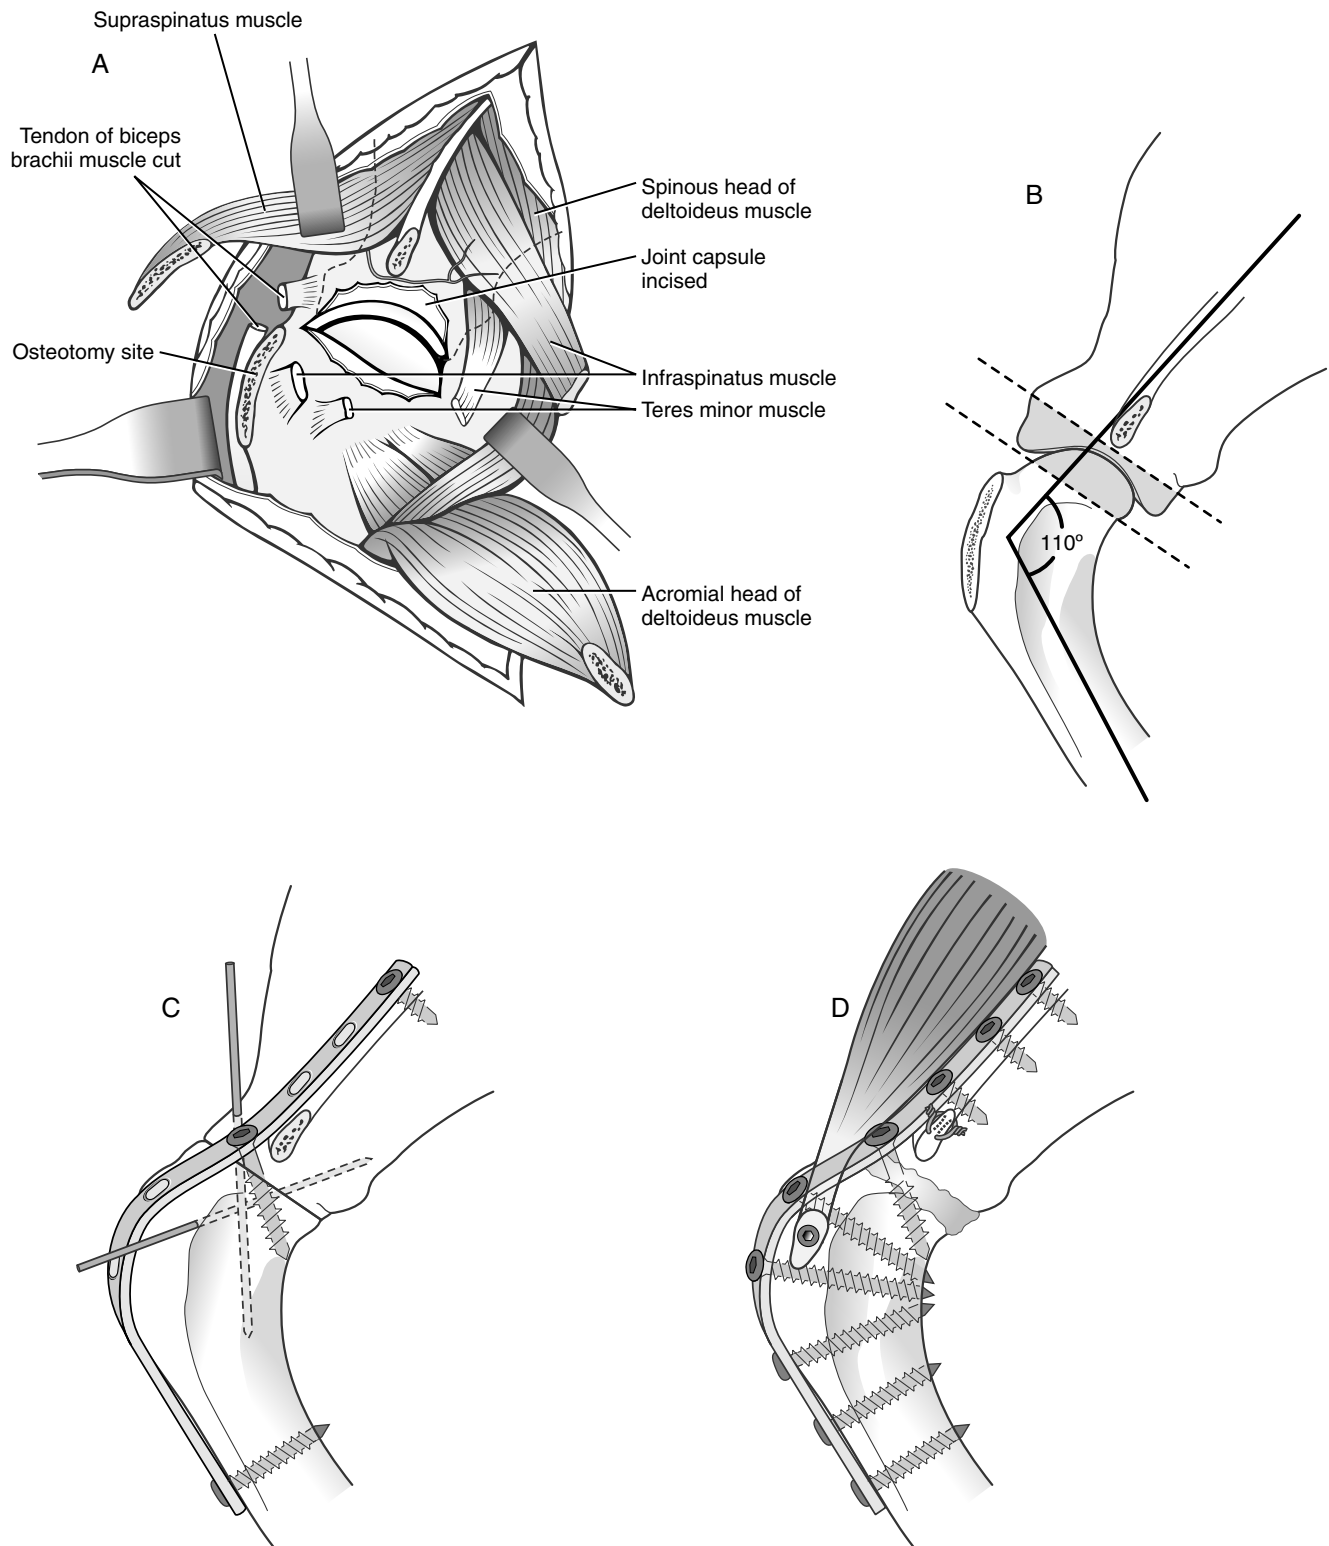 Supraspinatus muscle
A
Tendon of biceps
brachii muscle cut
Osteotomy site
Spinous head of
deltoideus muscle
Joint capsule
incised
Infraspinatus muscle
Teres minor muscle
Acromial head of
deltoideus muscle
B
110º
C
D